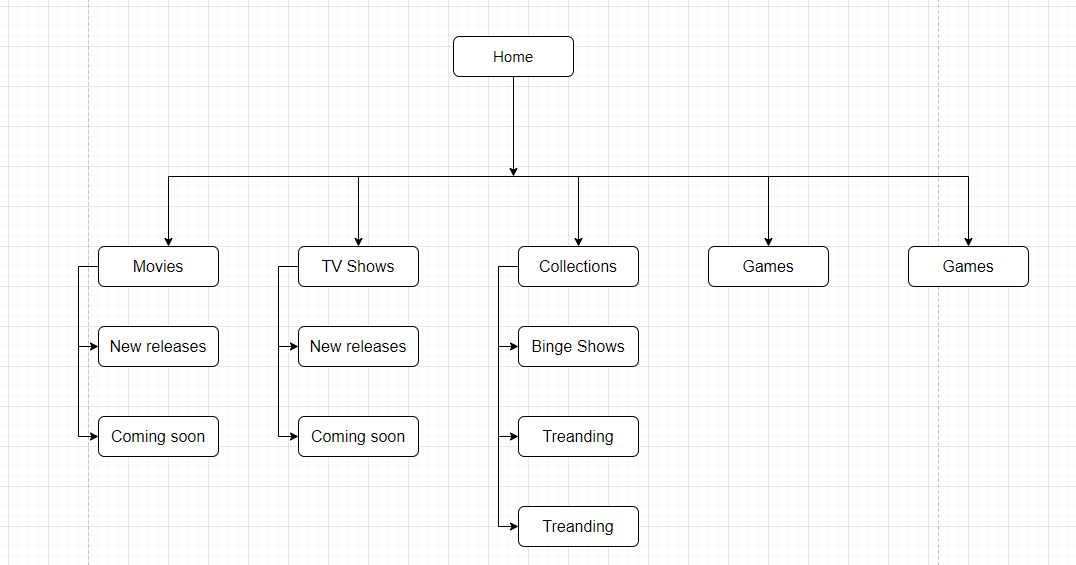 Home
Movies
TV Shows
Collections
Games
Games
New releases
New releases
Binge Shows
Coming soon
Coming soon
Treanding
Treanding